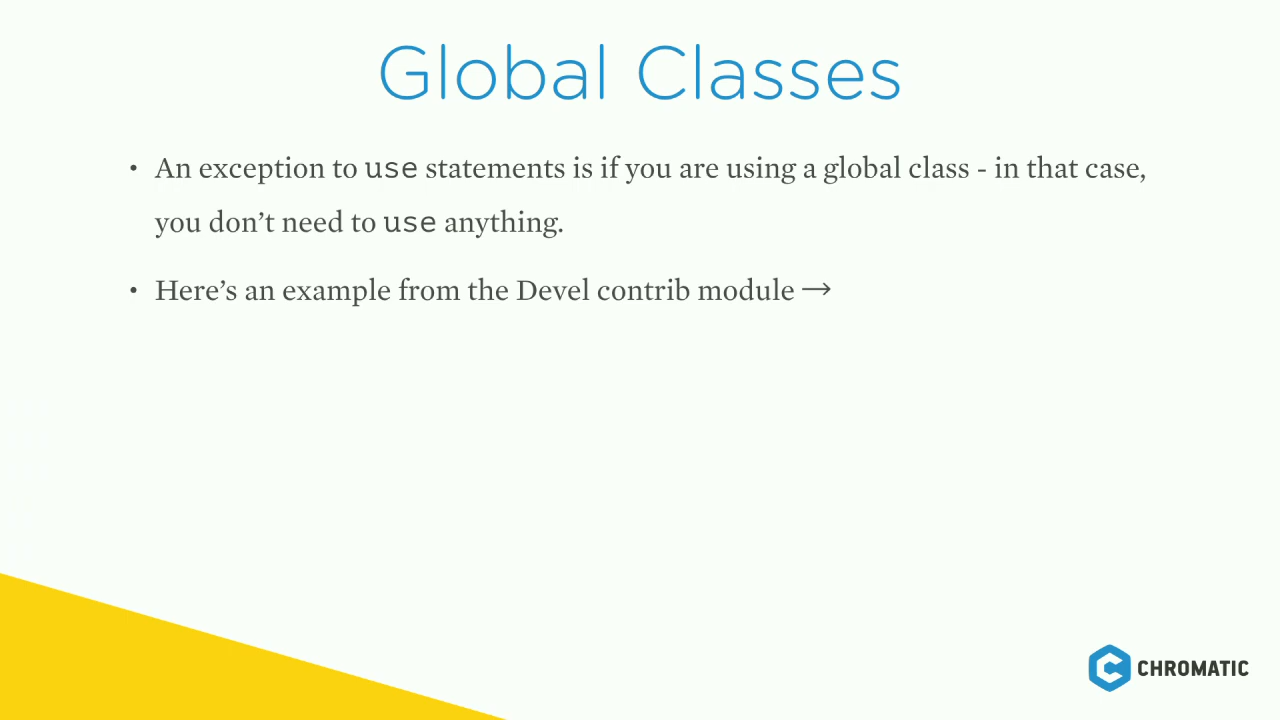 Global Classes
• An exception to use statements is if you are using a global class - in that case,
you don’t need to use anything.
• Here’s an example from the Devel contrib module →
CHROMATIC